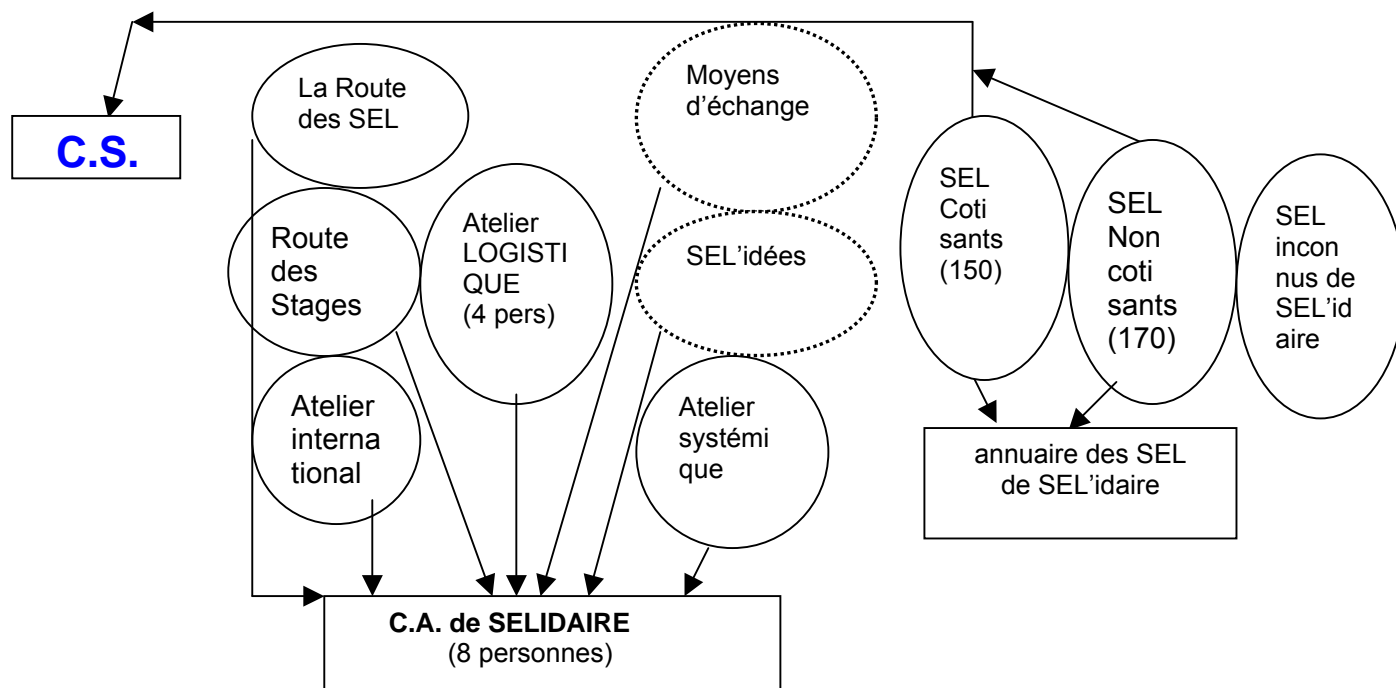 La Route
des SEL
Moyens
d'échange
C.S.
SEL
Coti
sants
(150)
SEL
Non
coti
sants
(170)
SEL
incon
nus de
SEL'id
aire
Route
des
Stages
Atelier
LOGISTI
QUE
(4 pers)
SEL'idées
Atelier
interna
tional
Atelier
systémi
que
annuaire des SEL
de SEL'idaire
C.A. de SELIDAIRE
(8 personnes)